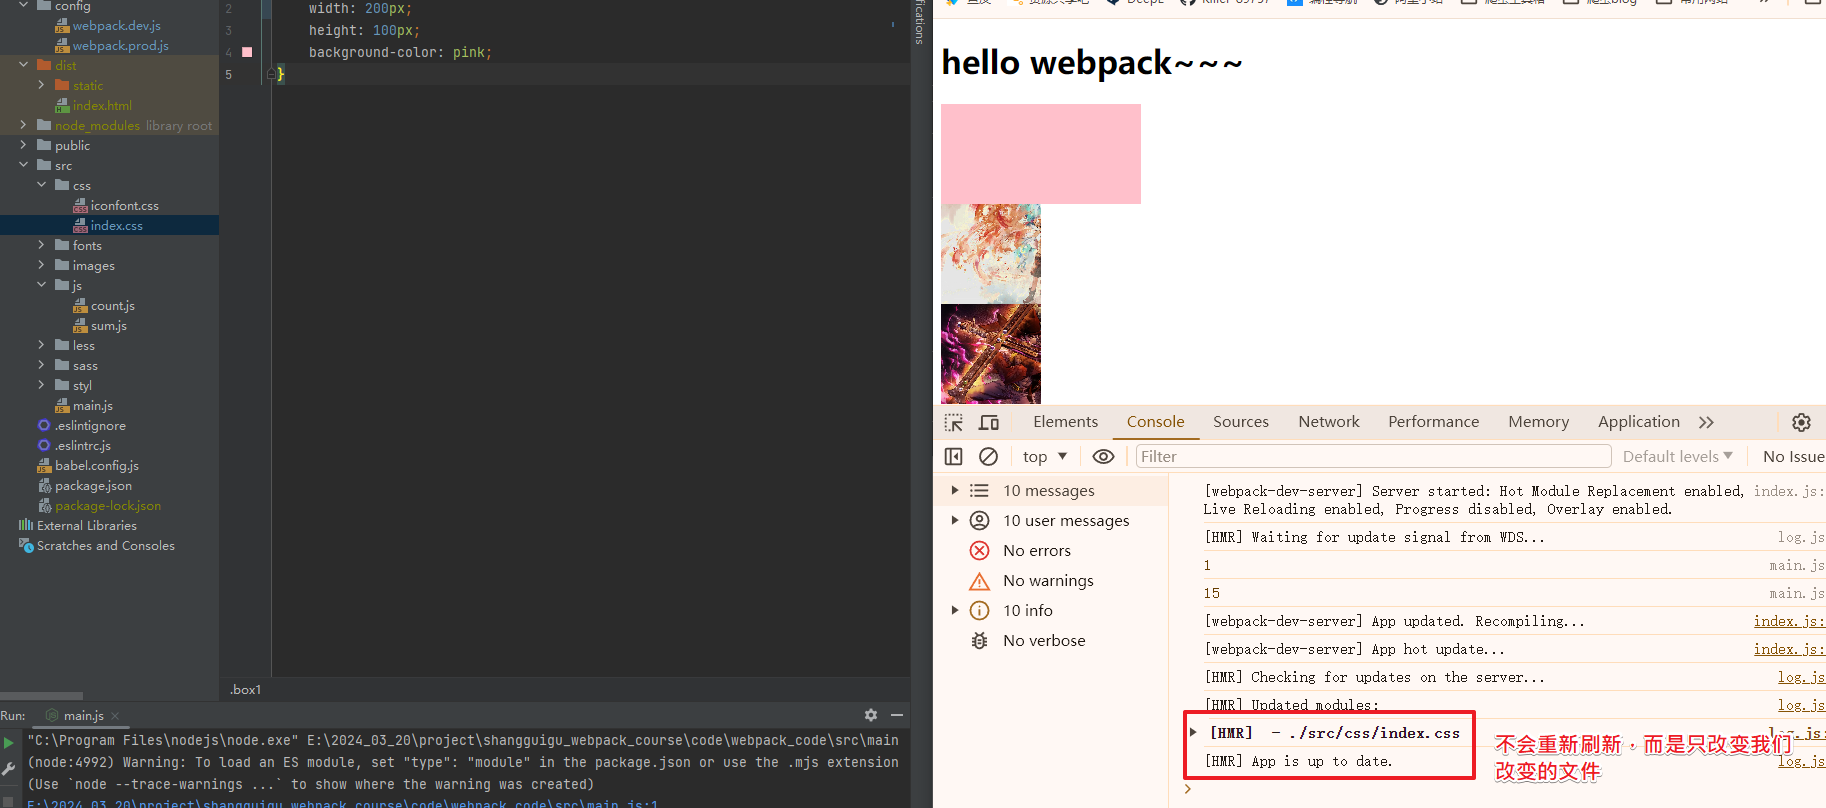 config
webpack.dev.js
webpack.prod.js
dist
static
index.html
node_modules library root
public
src
css
iconfont.css
index.css
fonts
images
js
count.js
sum.js
less
sass
styl
main.js
.eslintignore
.eslintrc.js
babel.config.js
package.json
package-lock.json
External Libraries
Scratches and Consoles
2 width: 200px;
3 height: 100px;
4 background-color: pink;
5 }
.box1
Run: main.js
"C:\Program Files\nodejs\node.exe" E:\2024_03_20\project\shangguigu_webpack_course\code\webpack_code\src\main
(node:4992) Warning: To load an ES module, set "type": "module" in the package.json or use the .mjs extension
(Use `node --trace-warnings ...` to show where the warning was created)
E:\2024_03_20\project\shangguigu_webpack_course\code\webpack_code\src\main.js:1
fications
hello webpack~~~
Elements Console Sources Network Performance Memory Application
top Filter Default levels No Issue
10 messages
10 user messages
No errors
No warnings
10 info
No verbose
[webpack-dev-server] Server started: Hot Module Replacement enabled, index.js:
Live Reloading enabled, Progress disabled, Overlay enabled.
[HMR] Waiting for update signal from WDS... log.js
1 main.js
15 main.js
[webpack-dev-server] App updated. Recompiling... index.js:
[webpack-dev-server] App hot update... index.js:
[HMR] Checking for updates on the server... log.js
[HMR] Updated modules: log.js
[HMR] - ./src/css/index.css log.js
[HMR] App is up to date. log.js
不会重新刷新，而是只改变我们
改变的文件